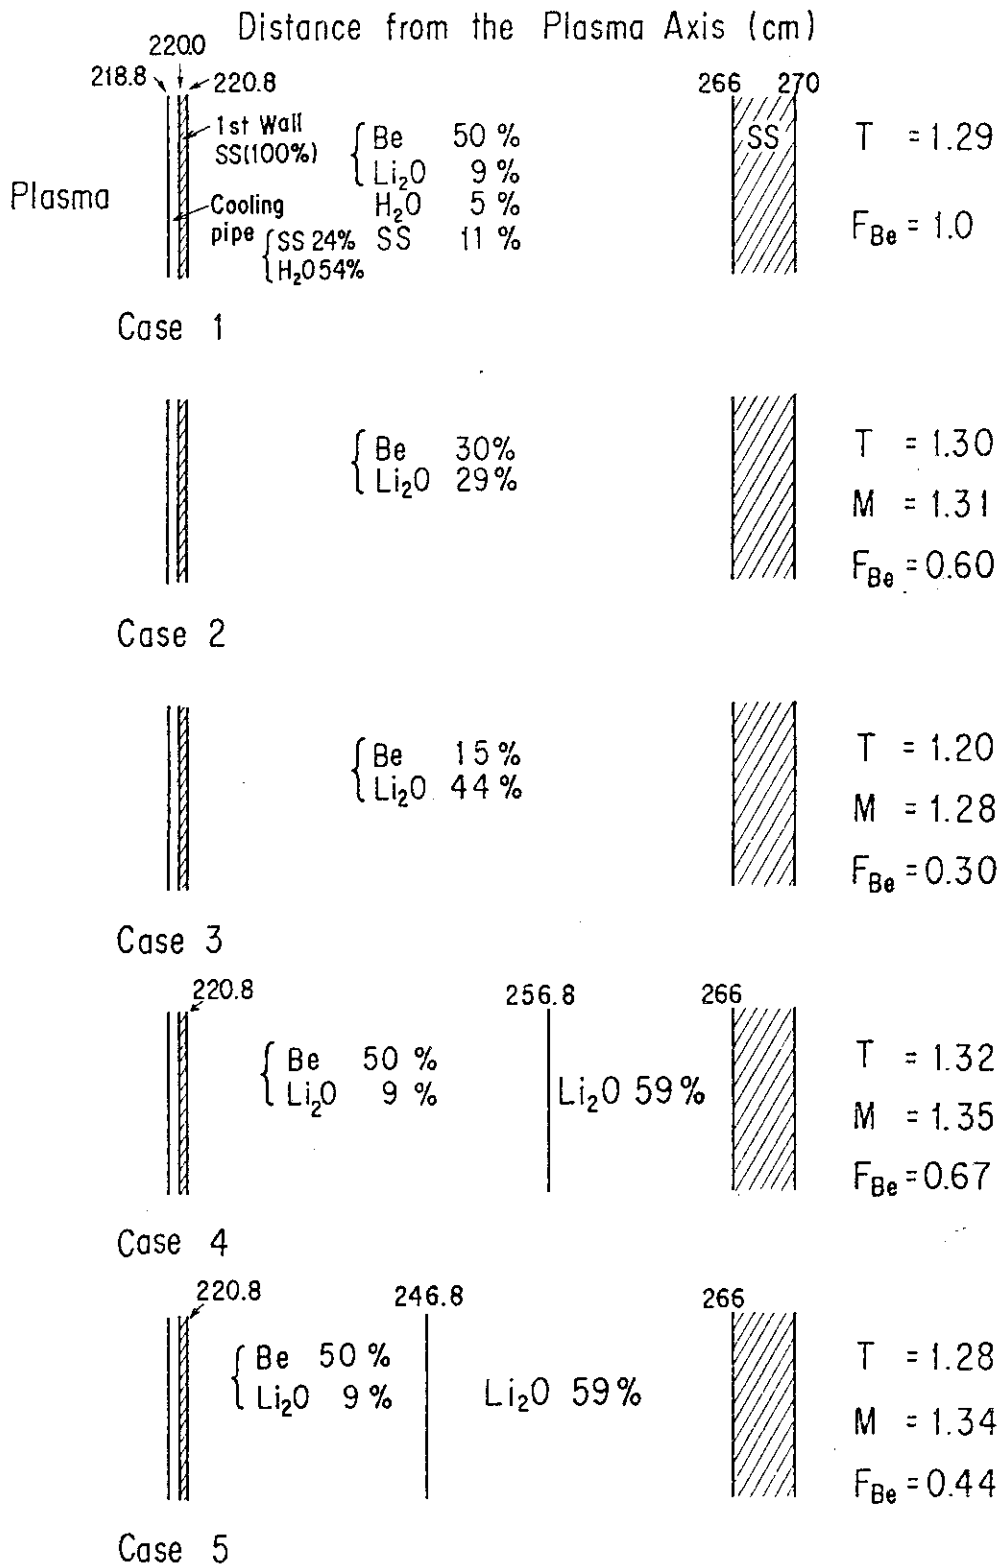 Distance from the Plasma Axis (cm)
220.0
218.8 220.8 266 270
1st Wall
SS(100%)
Be 50 %
Li₂O 9 %
H₂O 5 %
SS 11 %
SS
T = 1.29
F_Be = 1.0
Plasma
Cooling
pipe
SS 24%
H₂O 54%
Case 1
Be 30%
Li₂O 29%
T = 1.30
M = 1.31
F_Be = 0.60
Case 2
Be 15 %
Li₂O 44 %
T = 1.20
M = 1.28
F_Be = 0.30
Case 3
220.8 256.8 266
Be 50 %
Li₂O 9 %
Li₂O 59 %
T = 1.32
M = 1.35
F_Be = 0.67
Case 4
220.8 246.8 266
Be 50 %
Li₂O 9 %
Li₂O 59 %
T = 1.28
M = 1.34
F_Be = 0.44
Case 5